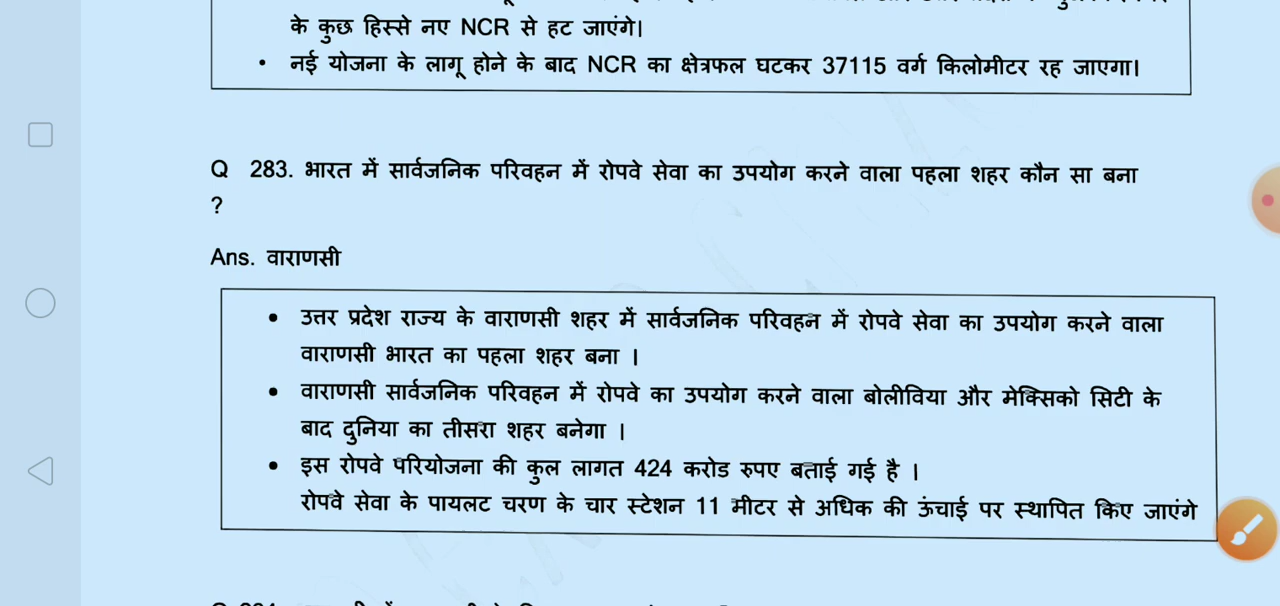 के कुछ हिस्से नए NCR से हट जाएंगे।
• नई योजना के लागू होने के बाद NCR का क्षेत्रफल घटकर 37115 वर्ग किलोमीटर रह जाएगा।
Q 283. भारत में सार्वजनिक परिवहन में रोपवे सेवा का उपयोग करने वाला पहला शहर कौन सा बना
?
Ans. वाराणसी
• उत्तर प्रदेश राज्य के वाराणसी शहर में सार्वजनिक परिवहन में रोपवे सेवा का उपयोग करने वाला
वाराणसी भारत का पहला शहर बना ।
• वाराणसी सार्वजनिक परिवहन में रोपवे का उपयोग करने वाला बोलीविया और मेक्सिको सिटी के
बाद दुनिया का तीसरा शहर बनेगा ।
• इस रोपवे परियोजना की कुल लागत 424 करोड रुपए बताई गई है ।
रोपवे सेवा के पायलट चरण के चार स्टेशन 11 मीटर से अधिक की ऊंचाई पर स्थापित किए जाएंगे